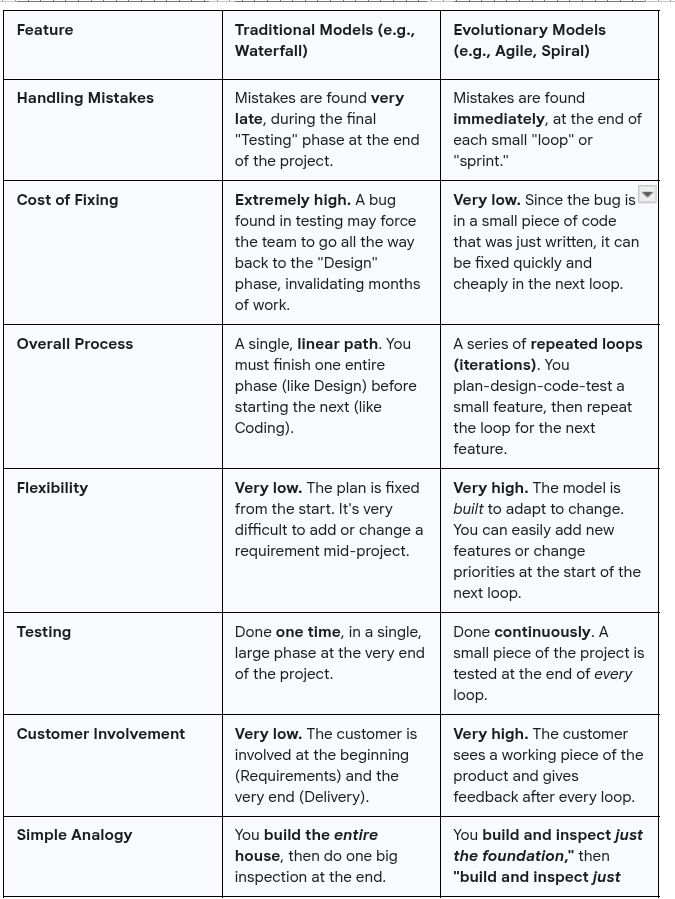 Feature
Traditional Models (e.g.,
Waterfall)
Evolutionary Models
(e.g., Agile, Spiral)
Handling Mistakes
Mistakes are found very
late, during the final
"Testing" phase at the end
of the project.
Mistakes are found
immediately, at the end of
each small "loop" or
"sprint."
Cost of Fixing
Extremely high. A bug
found in testing may force
the team to go all the way
back to the "Design"
phase, invalidating months
of work.
Very low. Since the bug is
in a small piece of code
that was just written, it can
be fixed quickly and
cheaply in the next loop.
Overall Process
A single, linear path. You
must finish one entire
phase (like Design) before
starting the next (like
Coding).
A series of repeated loops
(iterations). You
plan-design-code-test a
small feature, then repeat
the loop for the next
feature.
Flexibility
Very low. The plan is fixed
from the start. It's very
difficult to add or change a
requirement mid-project.
Very high. The model is
built to adapt to change.
You can easily add new
features or change
priorities at the start of the
next loop.
Testing
Done one time, in a single,
large phase at the very end
of the project.
Done continuously. A
small piece of the project is
tested at the end of every
loop.
Customer Involvement
Very low. The customer is
involved at the beginning
(Requirements) and the
very end (Delivery).
Very high. The customer
sees a working piece of the
product and gives
feedback after every loop.
Simple Analogy
You build the entire
house, then do one big
inspection at the end.
You build and inspect just
the foundation," then
"build and inspect just